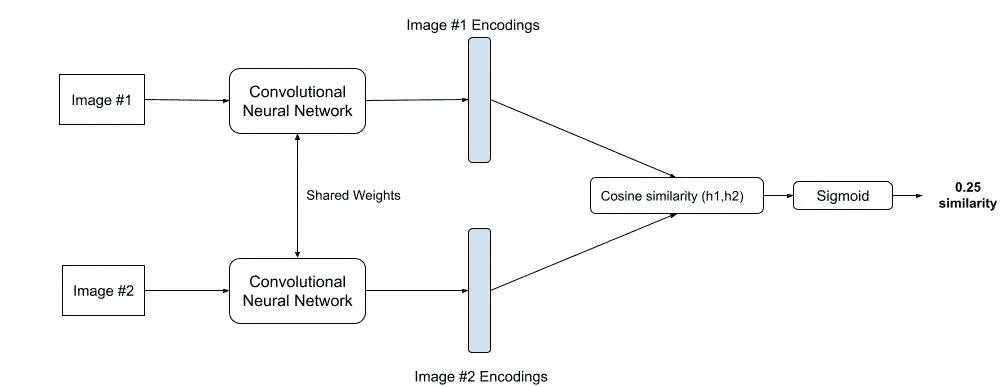 Image #1 Encodings
Image #1
Convolutional
Neural Network
Shared Weights
Cosine similarity (h1,h2)
Sigmoid
0.25
similarity
Image #2
Convolutional
Neural Network
Image #2 Encodings